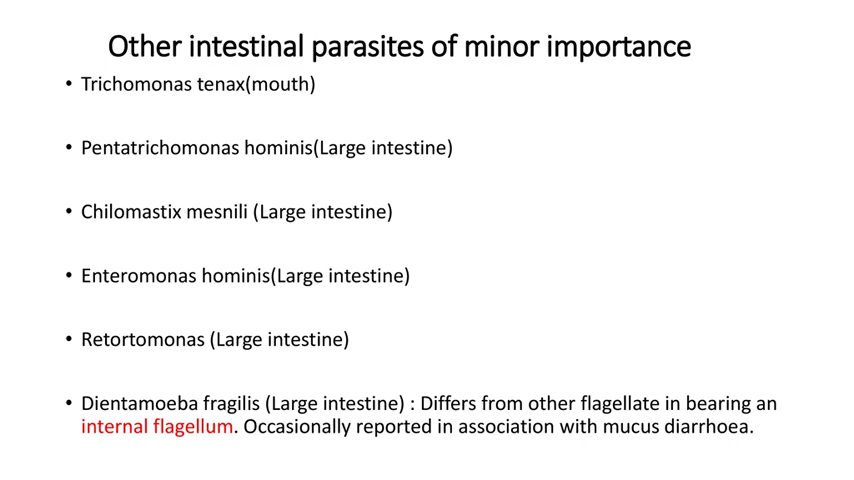 Other intestinal parasites of minor importance
• Trichomonas tenax(mouth)
• Pentatrichomonas hominis(Large intestine)
• Chilomastix mesnili (Large intestine)
• Enteromonas hominis(Large intestine)
• Retortomonas (Large intestine)
• Dientamoeba fragilis (Large intestine) : Differs from other flagellate in bearing an
internal flagellum. Occasionally reported in association with mucus diarrhoea.